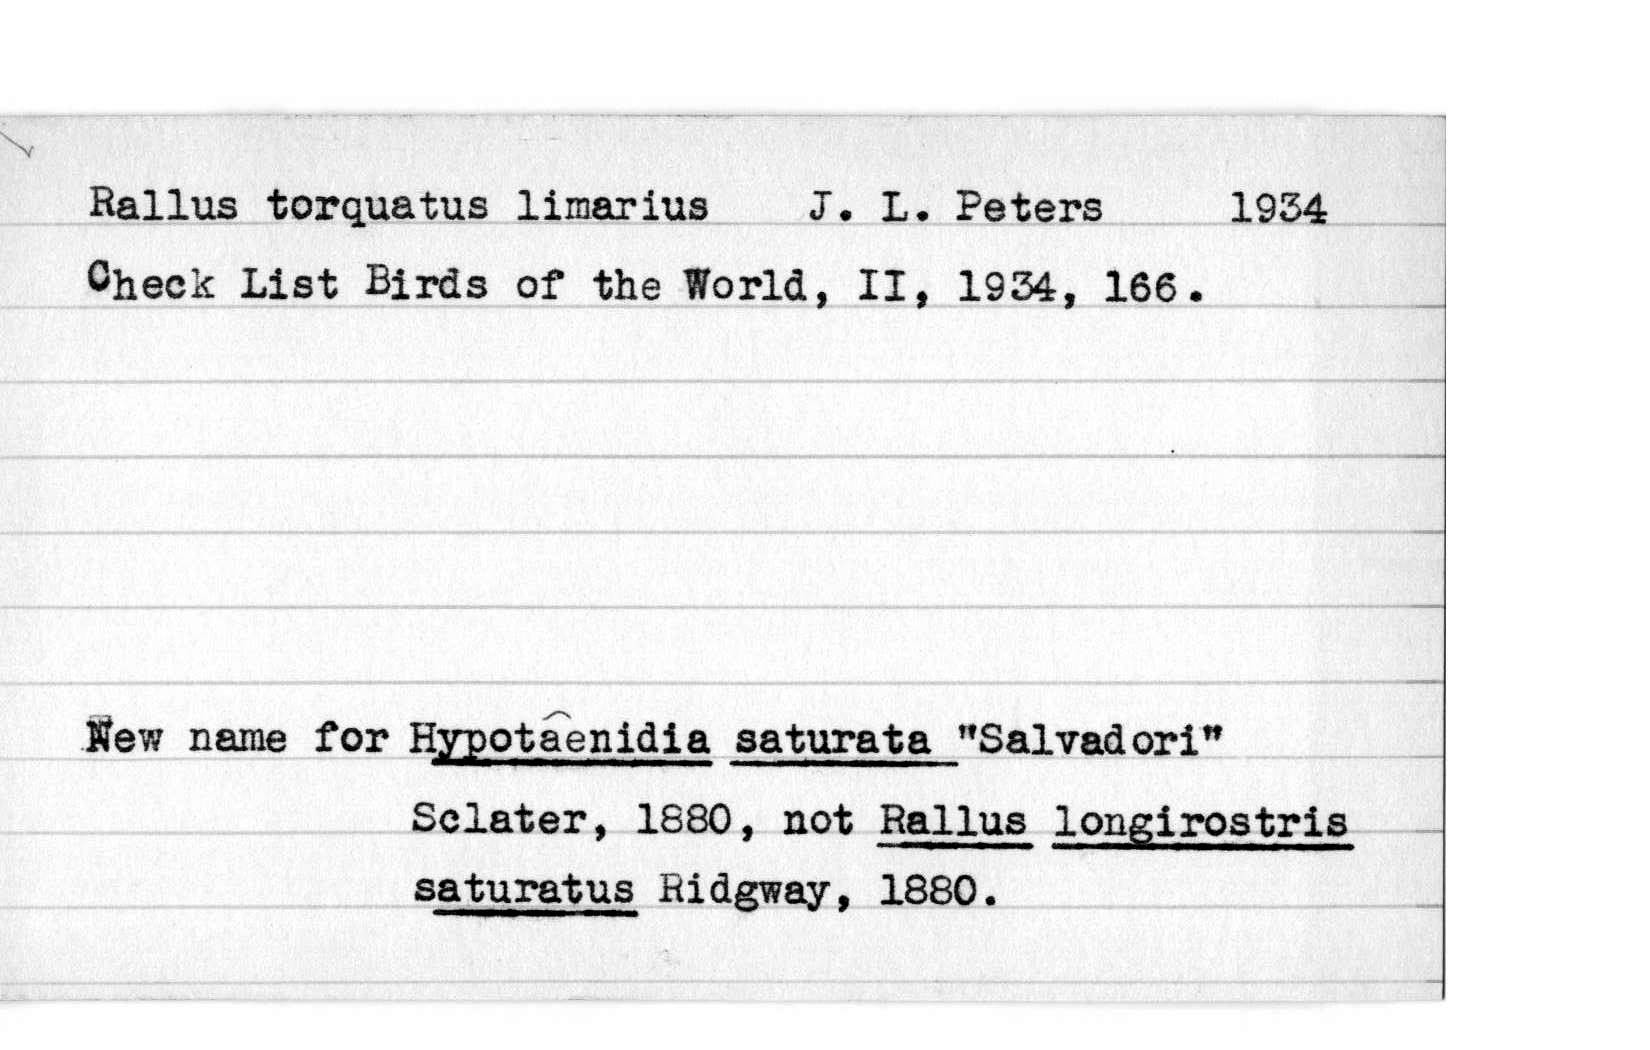 Rallus torquatus limarius J. L. Peters 1934
Check List Birds of the World, II, 1934, 166.
New name for Hypotaenidia saturata "Salvadori"
Sclater, 1880, not Rallus longirostris
saturatus Ridgway, 1880.